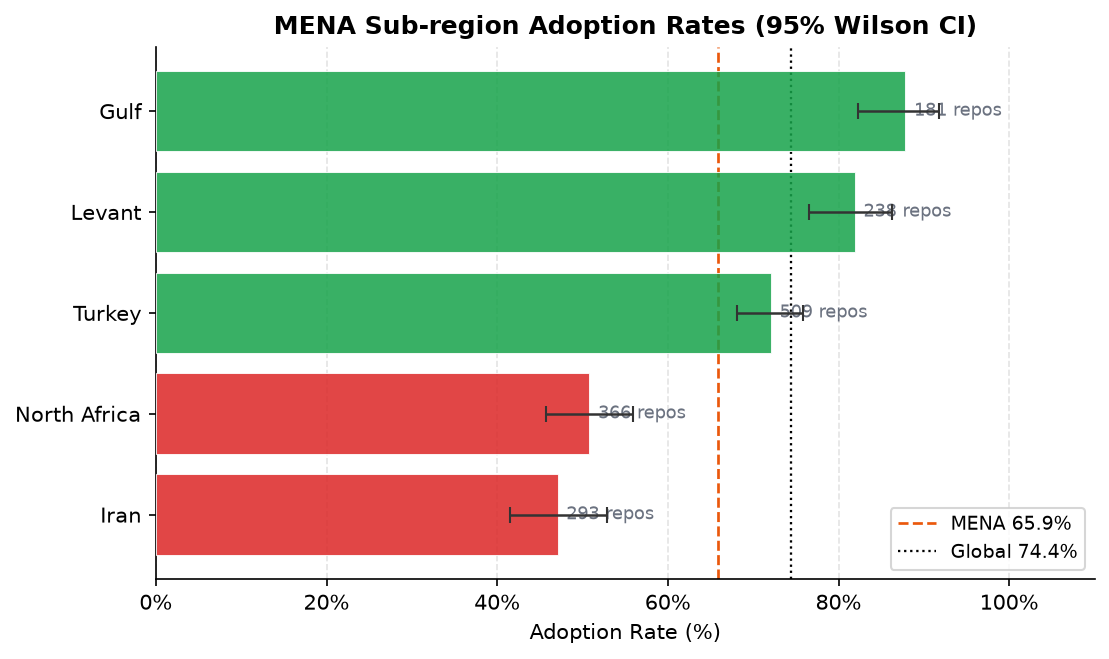 MENA Sub-region Adoption Rates (95% Wilson CI)
Gulf
181 repos
Levant
238 repos
Turkey
509 repos
North Africa
366 repos
Iran
293 repos
MENA 65.9%
Global 74.4%
0% 20% 40% 60% 80% 100%
Adoption Rate (%)